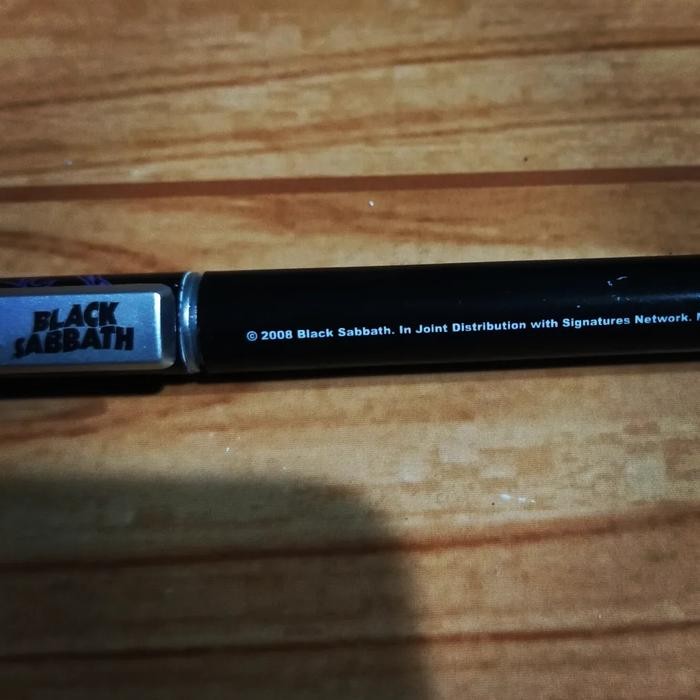 BLACK
SABBATH
© 2008 Black Sabbath. In Joint Distribution with Signatures Network.